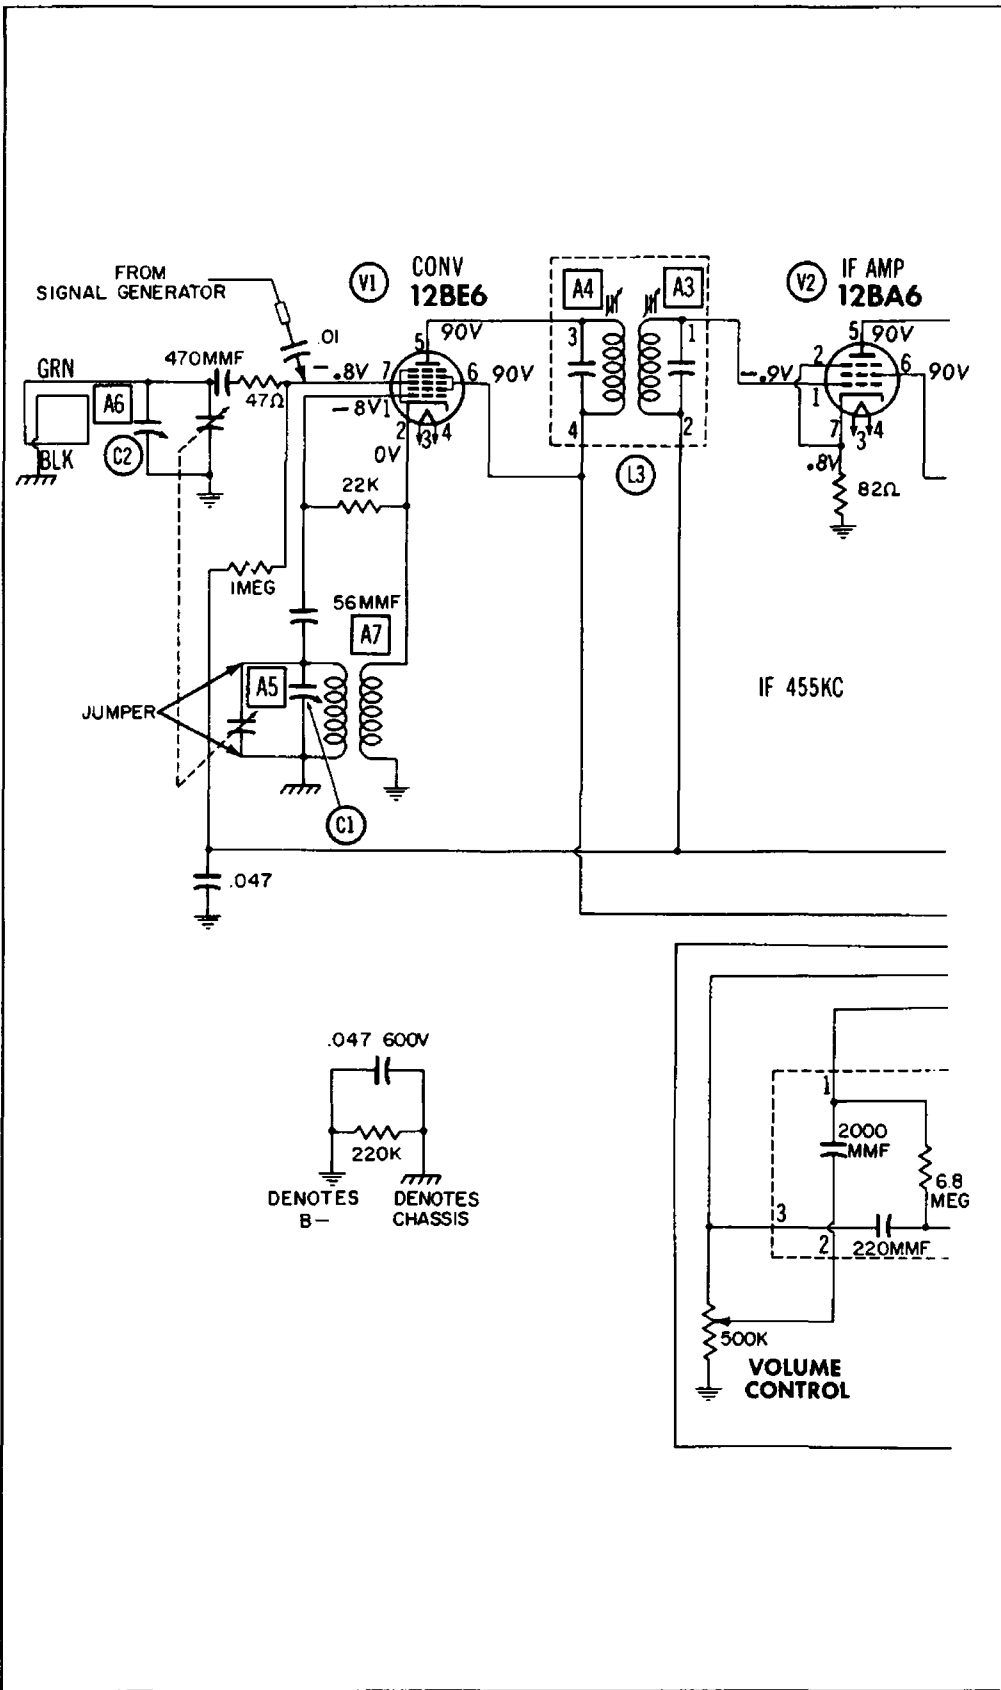 FROM
SIGNAL GENERATOR
.01
V1
CONV
12BE6
A4
A3
V2
IF AMP
12BA6
5
90V
3
1
5
90V
470MMF
GRN
A6
47Ω
-.8V
7
6
90V
-.9V
2
6
90V
-8V
1
1
C2
BLK
2
3
4
0V
4
2
7
3
4
.8V
L3
22K
82Ω
1MEG
56MMF
A7
A5
JUMPER
IF 455KC
C1
.047
.047 600V
220K
DENOTES
B-
DENOTES
CHASSIS
1
2000
MMF
6.8
MEG
3
2
220MMF
500K
VOLUME
CONTROL